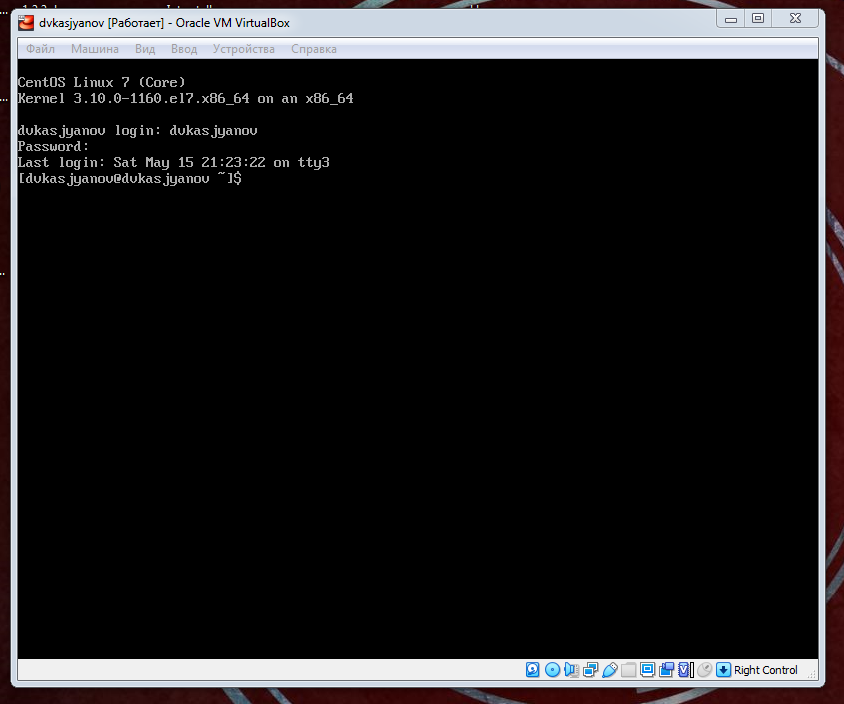 dvkasjyanov [Работает] - Oracle VM VirtualBox
Файл Машина Вид Ввод Устройства Справка
CentOS Linux 7 (Core)
Kernel 3.10.0-1160.el7.x86_64 on an x86_64
dvkasjyanov login: dvkasjyanov
Password:
Last login: Sat May 15 21:23:22 on tty3
[dvkasjyanov@dvkasjyanov ~]$
Right Control